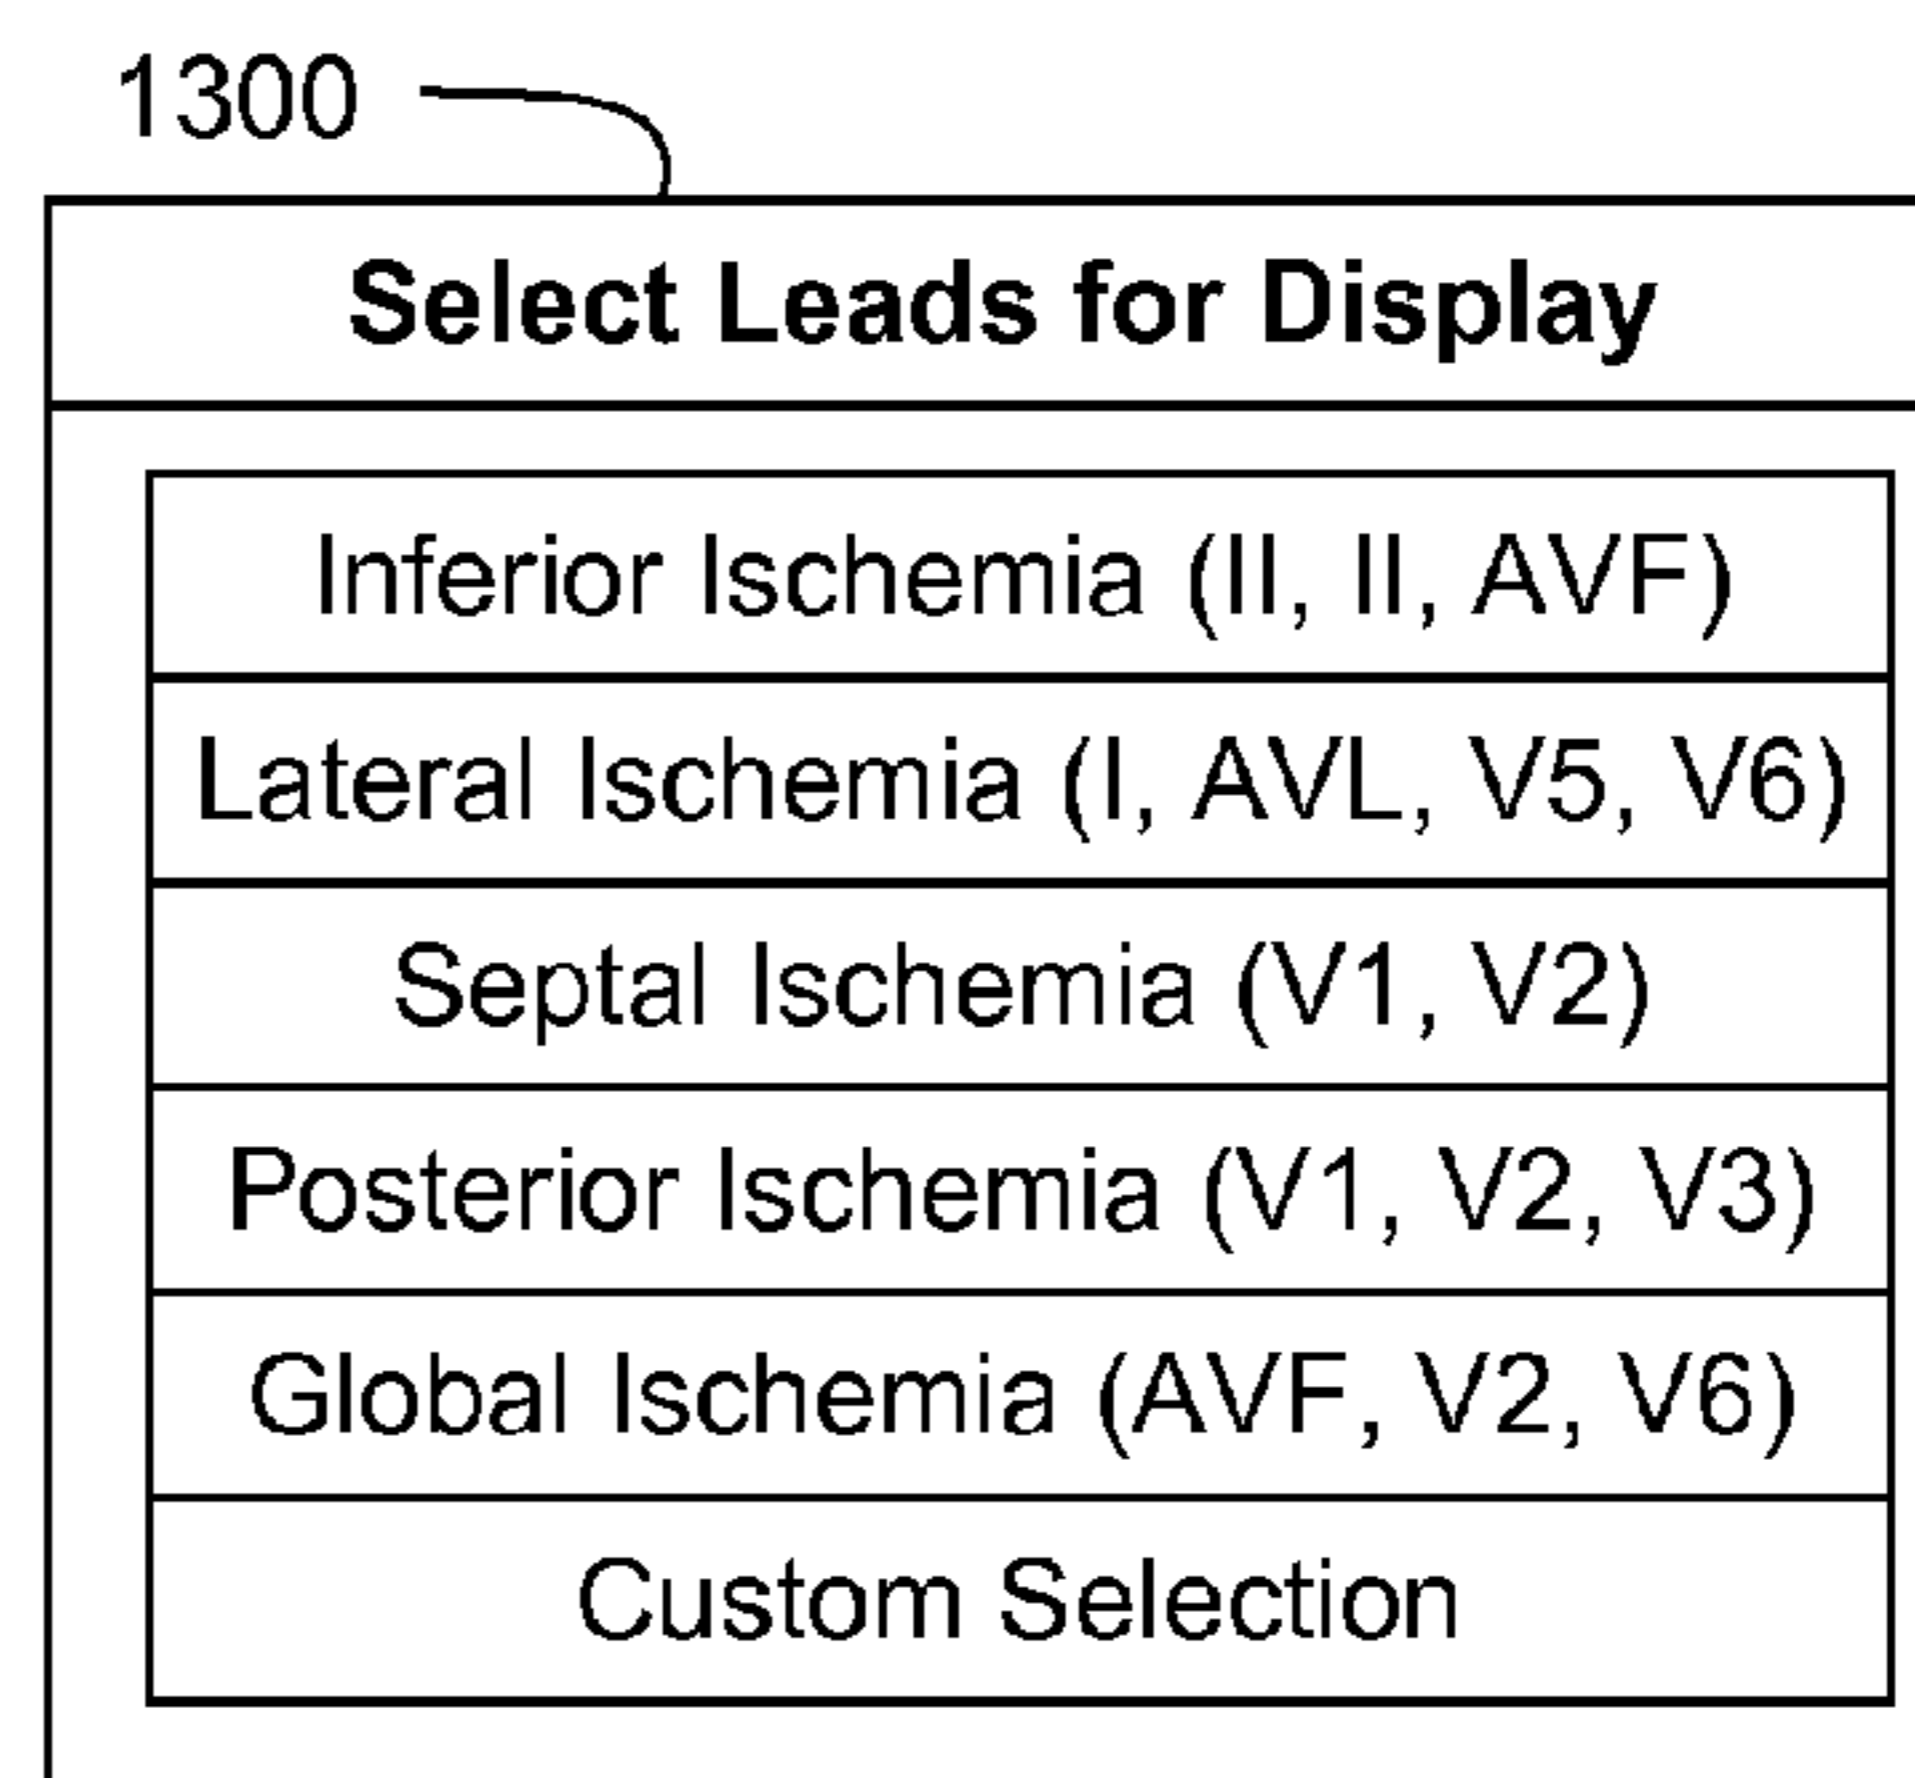 1300
Select Leads for Display
Inferior Ischemia (II, II, AVF)
Lateral Ischemia (I, AVL, V5, V6)
Septal Ischemia (V1, V2)
Posterior Ischemia (V1, V2, V3)
Global Ischemia (AVF, V2, V6)
Custom Selection